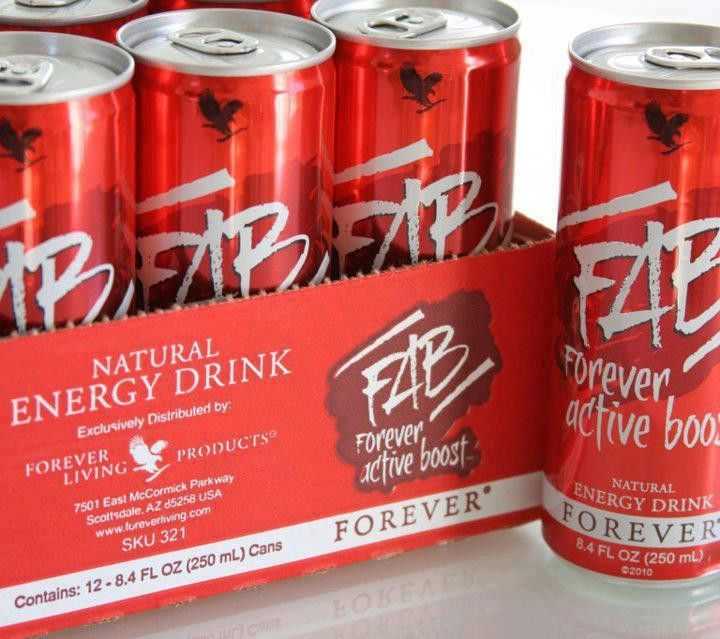 FAB
FAB
NATURAL
ENERGY DRINK
Exclusively Distributed by:
FOREVER
LIVING PRODUCTS®
7501 East McCormick Parkway
Scottsdale, AZ 85258 USA
www.foreverliving.com
SKU 321
Contains: 12 - 8.4 FL OZ (250 mL) Cans
FAB
Forever
active boost™
FOREVER®
FAB
Forever
active boos
NATURAL
ENERGY DRINK
FOREVER
8.4 FL OZ (250 mL)
©2010